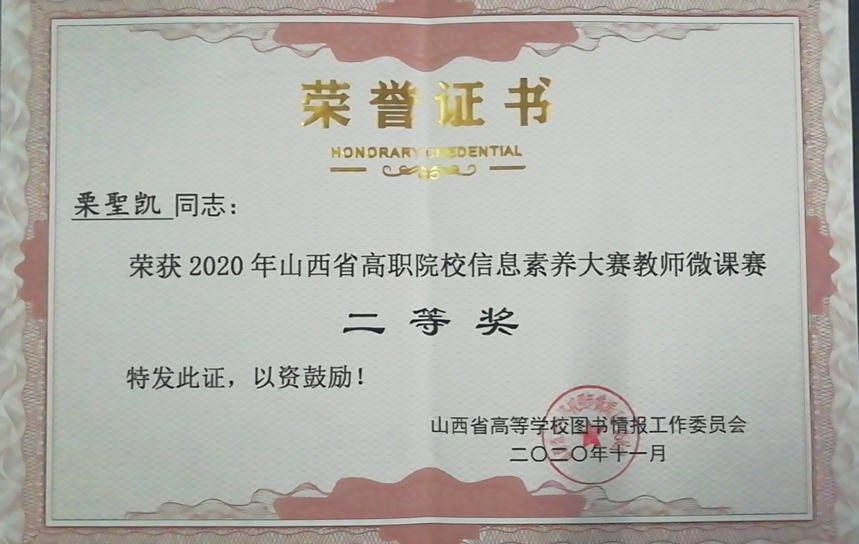 荣誉证书
HONORARY CREDENTIAL
栗聖凯 同志：
荣获 2020 年山西省高职院校信息素养大赛教师微课赛
二等奖
特发此证，以资鼓励！
山西省高等学校图书情报工作委员会
二〇二〇年十一月